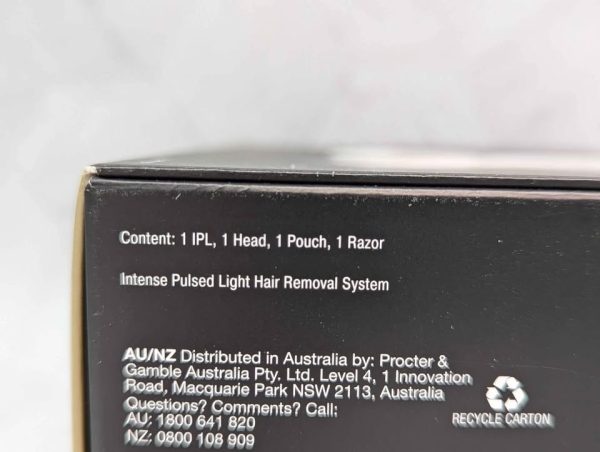 Content: 1 IPL, 1 Head, 1 Pouch, 1 Razor
Intense Pulsed Light Hair Removal System
AU/NZ Distributed in Australia by: Procter &
Gamble Australia Pty. Ltd. Level 4, 1 Innovation
Road, Macquarie Park NSW 2113, Australia
Questions? Comments? Call:
AU: 1800 641 820
NZ: 0800 108 909
RECYCLE CARTON